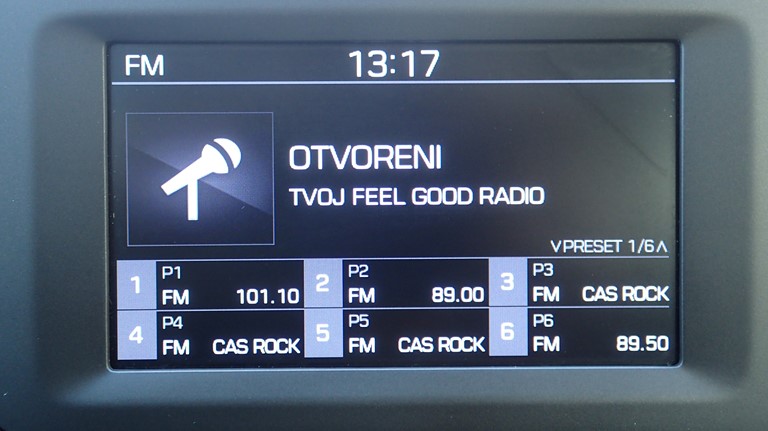 FM 13:17
OTVORENI
TVOJ FEEL GOOD RADIO
V PRESET 1/6 Λ
1 P1 FM 101.10
2 P2 FM 89.00
3 P3 FM CAS ROCK
4 P4 FM CAS ROCK
5 P5 FM CAS ROCK
6 P6 FM 89.50